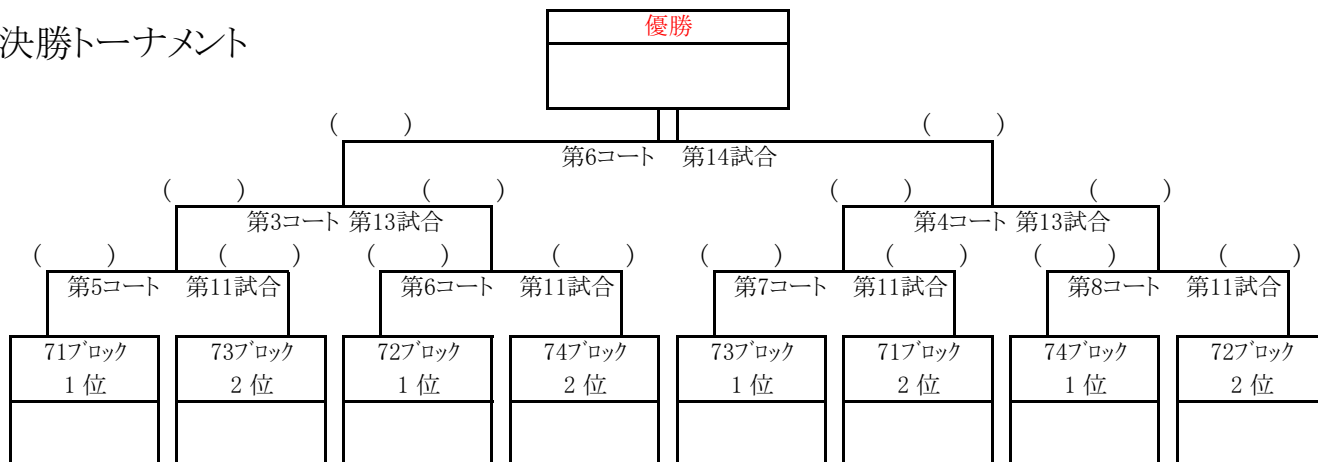 優勝
決勝トーナメント
(　　　)　(　　　)
第6コート　第14試合
(　　　)　(　　　)　(　　　)　(　　　)
第3コート 第13試合　第4コート 第13試合
(　　　)　(　　　)　(　　　)　(　　　)　(　　　)　(　　　)　(　　　)　(　　　)
第5コート　第11試合　第6コート　第11試合　第7コート　第11試合　第8コート　第11試合
71ブロック　73ブロック　72ブロック　74ブロック　73ブロック　71ブロック　74ブロック　72ブロック
1 位　2 位　1 位　2 位　1 位　2 位　1 位　2 位